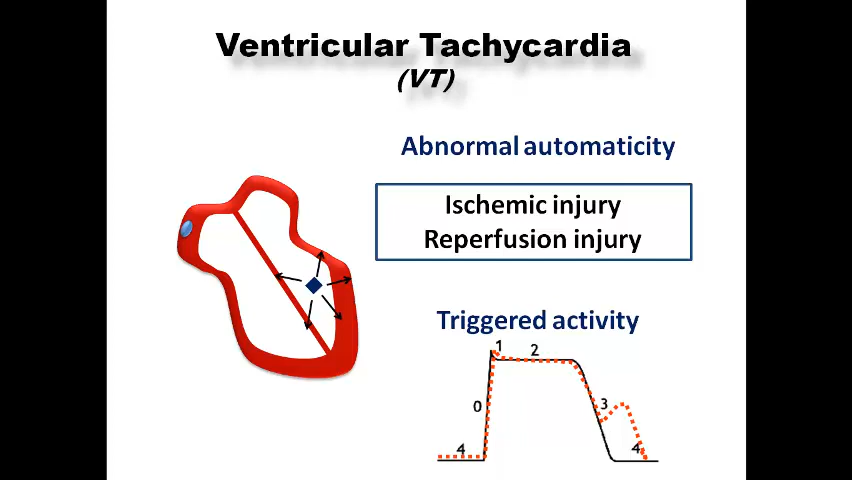 Ventricular Tachycardia
(VT)
Abnormal automaticity
Ischemic injury
Reperfusion injury
Triggered activity
1
2
0
3
4
4